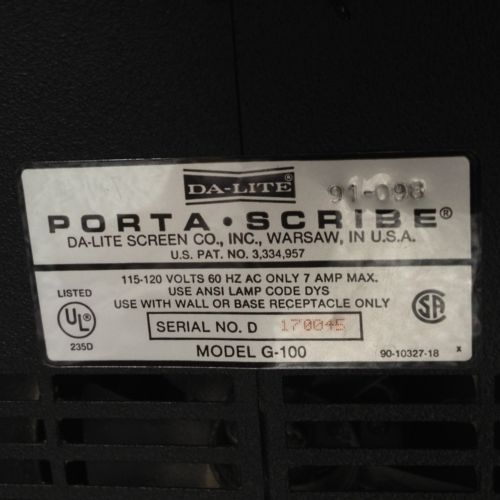 DA-LITE®
91-098
PORTA·SCRIBE®
DA-LITE SCREEN CO., INC., WARSAW, IN U.S.A.
U.S. PAT. NO. 3,334,957
115-120 VOLTS 60 HZ AC ONLY 7 AMP MAX.
USE ANSI LAMP CODE DYS
USE WITH WALL OR BASE RECEPTACLE ONLY
LISTED
UL®
235D
SERIAL NO. D 170045
SA
MODEL G-100
90-10327-18 x